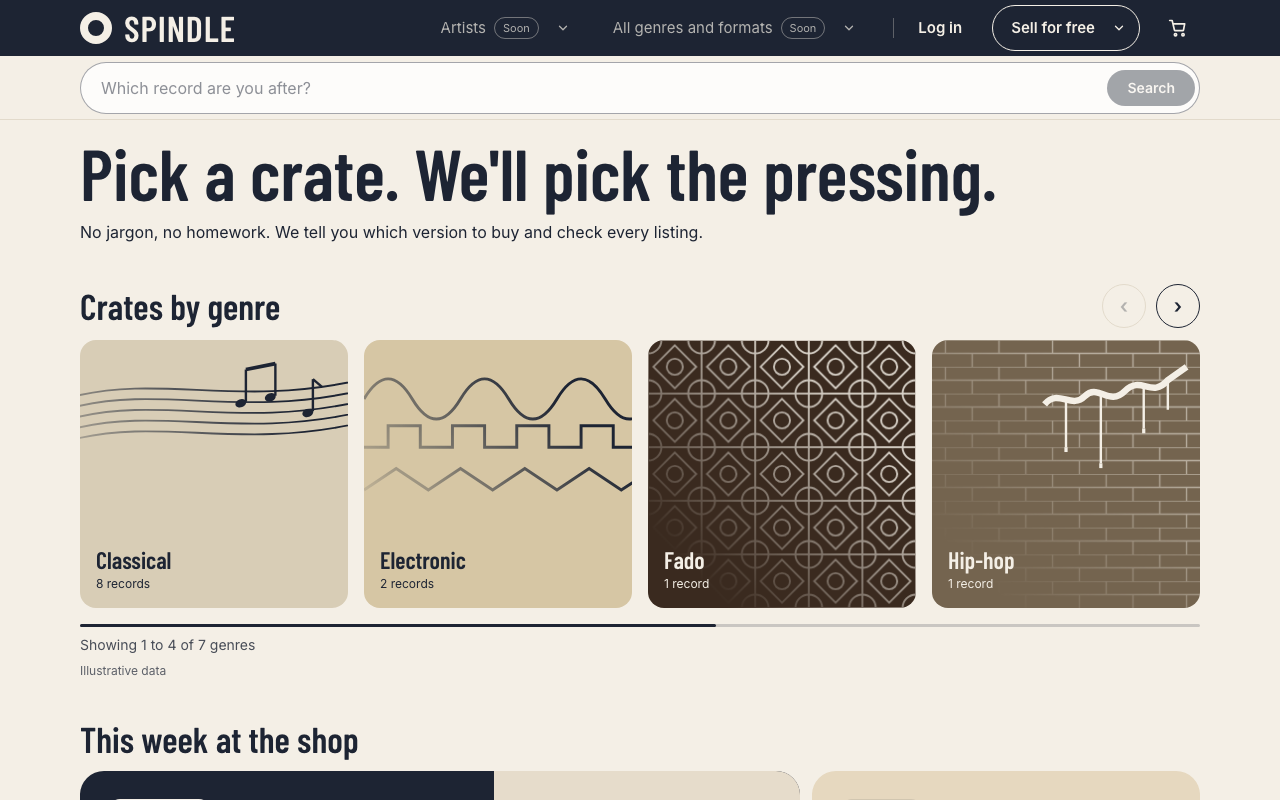 SPINDLE
Artists Soon
All genres and formats Soon
Log in
Sell for free
Which record are you after?
Search
Pick a crate. We'll pick the pressing.
No jargon, no homework. We tell you which version to buy and check every listing.
Crates by genre
Classical
8 records
Electronic
2 records
Fado
1 record
Hip-hop
1 record
Showing 1 to 4 of 7 genres
Illustrative data
This week at the shop